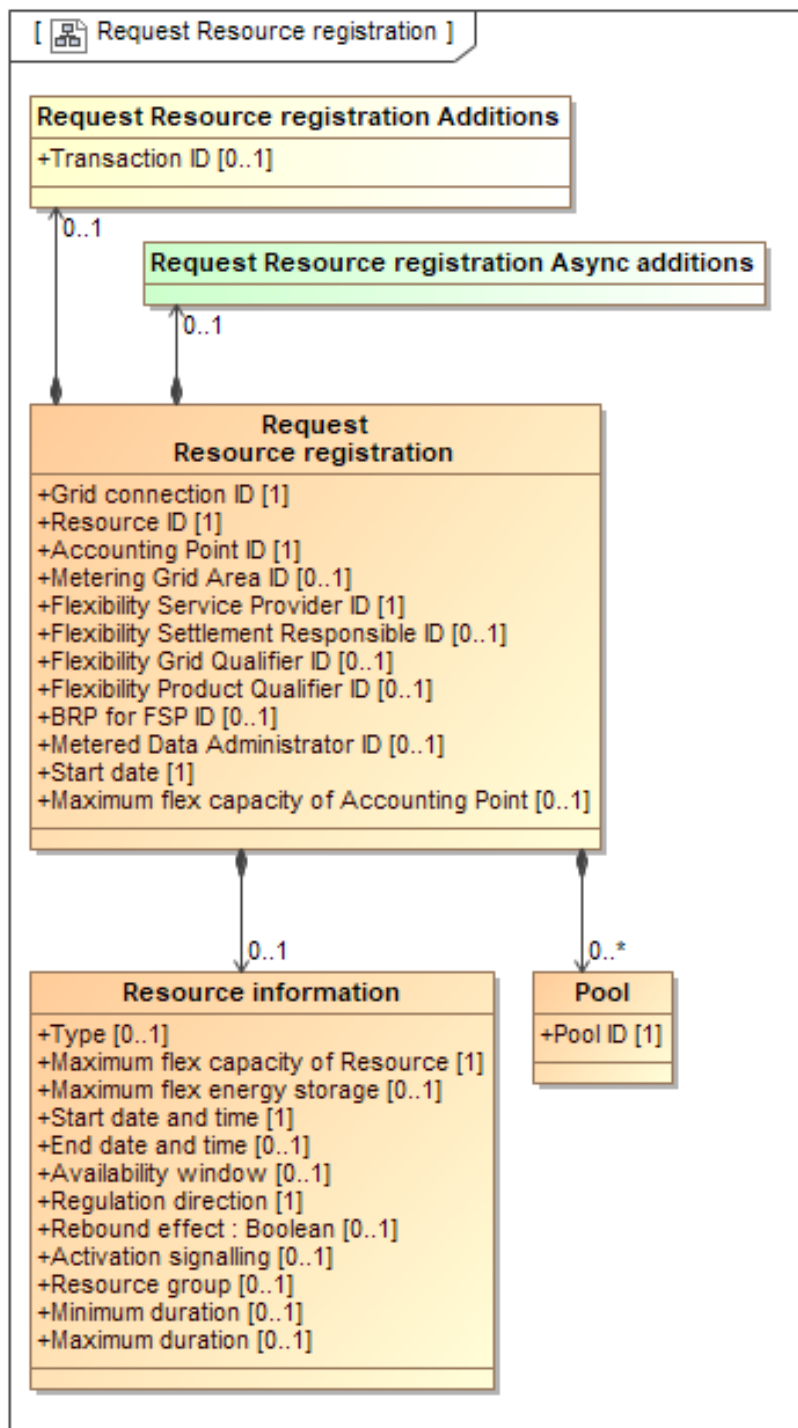 [ Request Resource registration ]
Request Resource registration Additions
+Transaction ID [0..1]
0..1
Request Resource registration Async additions
0..1
Request
Resource registration
+Grid connection ID [1]
+Resource ID [1]
+Accounting Point ID [1]
+Metering Grid Area ID [0..1]
+Flexibility Service Provider ID [1]
+Flexibility Settlement Responsible ID [0..1]
+Flexibility Grid Qualifier ID [0..1]
+Flexibility Product Qualifier ID [0..1]
+BRP for FSP ID [0..1]
+Metered Data Administrator ID [0..1]
+Start date [1]
+Maximum flex capacity of Accounting Point [0..1]
0..1
0..*
Resource information
+Type [0..1]
+Maximum flex capacity of Resource [1]
+Maximum flex energy storage [0..1]
+Start date and time [1]
+End date and time [0..1]
+Availability window [0..1]
+Regulation direction [1]
+Rebound effect : Boolean [0..1]
+Activation signalling [0..1]
+Resource group [0..1]
+Minimum duration [0..1]
+Maximum duration [0..1]
Pool
+Pool ID [1]